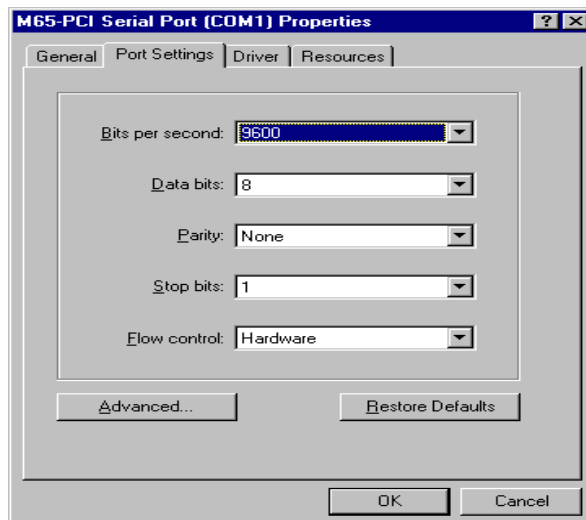 M65-PCI Serial Port (COM1) Properties ? X
General Port Settings Driver Resources
Bits per second: 9600
Data bits: 8
Parity: None
Stop bits: 1
Flow control: Hardware
Advanced... Restore Defaults
OK Cancel